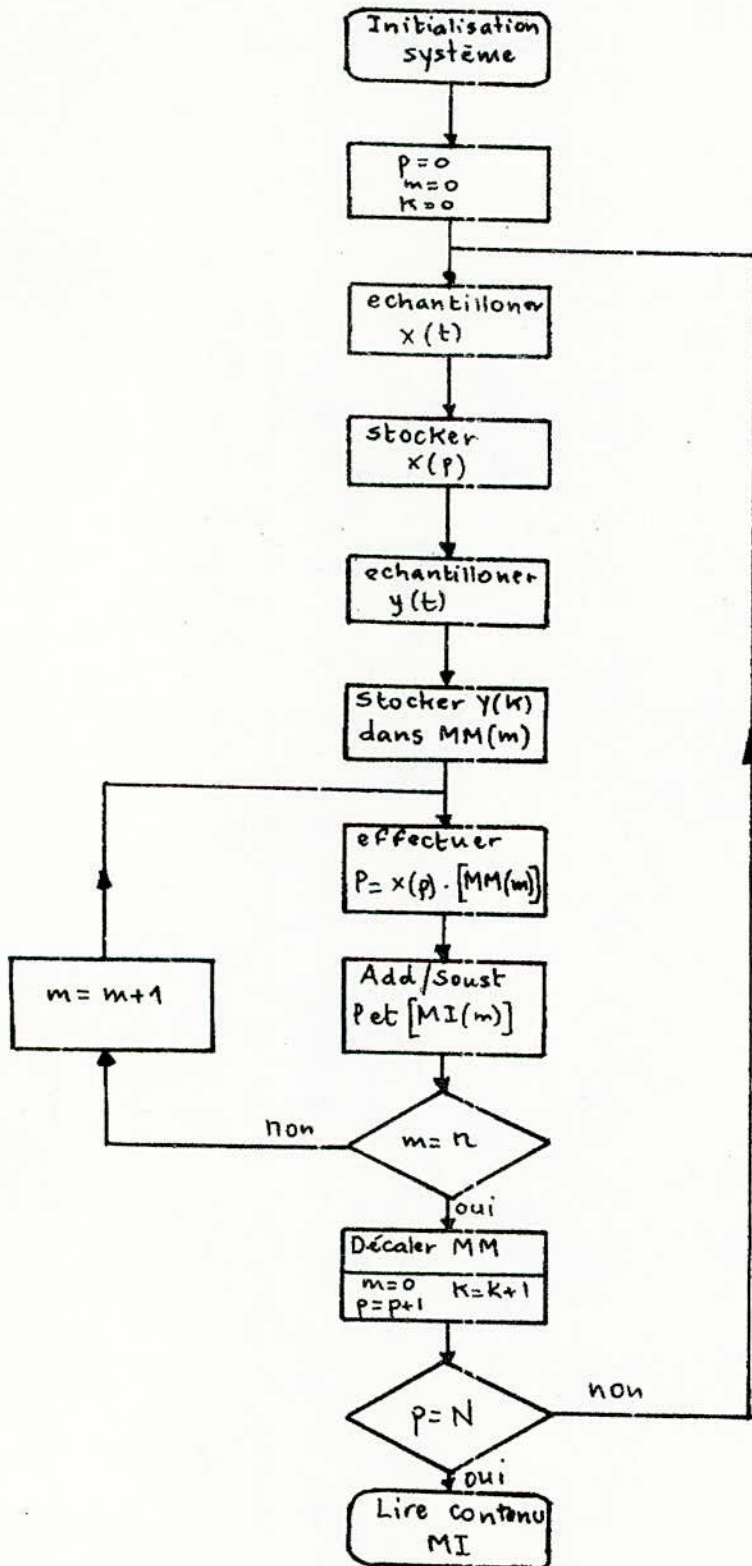 Initialisation
système
p=0
m=0
K=0
echantilloner
x(t)
stocker
x(p)
echantilloner
y(t)
Stocker Y(K)
dans MM(m)
effectuer
P=x(p).[MM(m)]
m=m+1
Add/Soust
P et [MI(m)]
non
m=n
oui
Décaler MM
m=0 K=K+1
p=p+1
p=N
non
oui
Lire contenu
MI